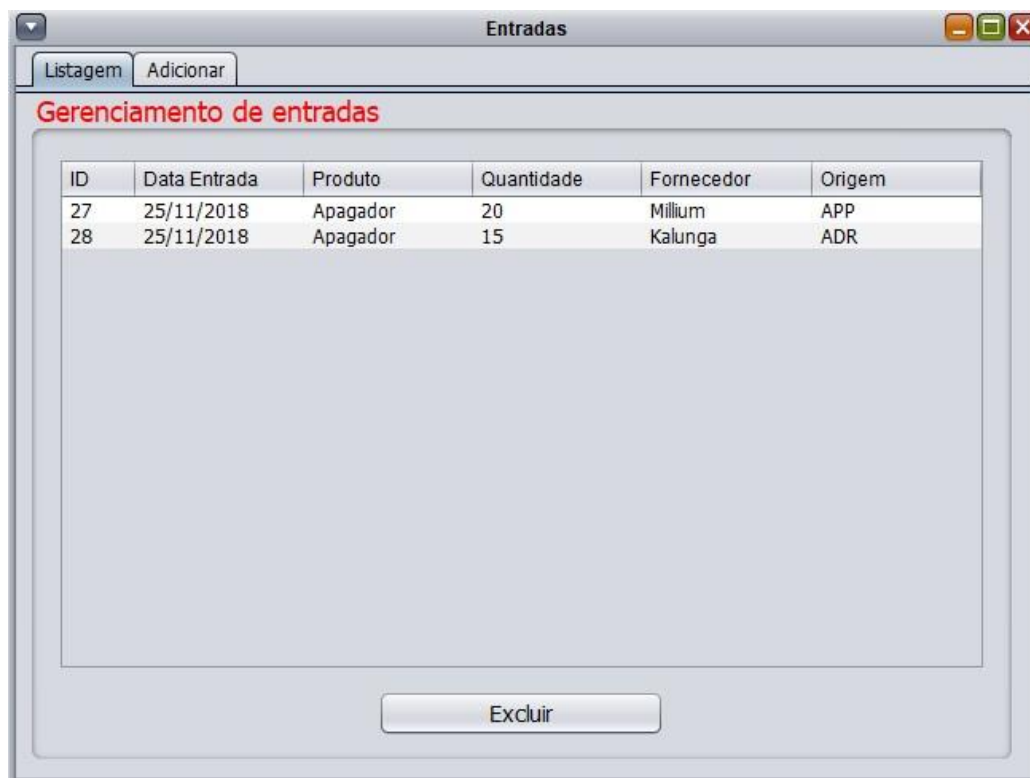 Entradas
Listagem Adicionar
Gerenciamento de entradas
ID Data Entrada Produto Quantidade Fornecedor Origem
27 25/11/2018 Apagador 20 Millium APP
28 25/11/2018 Apagador 15 Kalunga ADR
Excluir